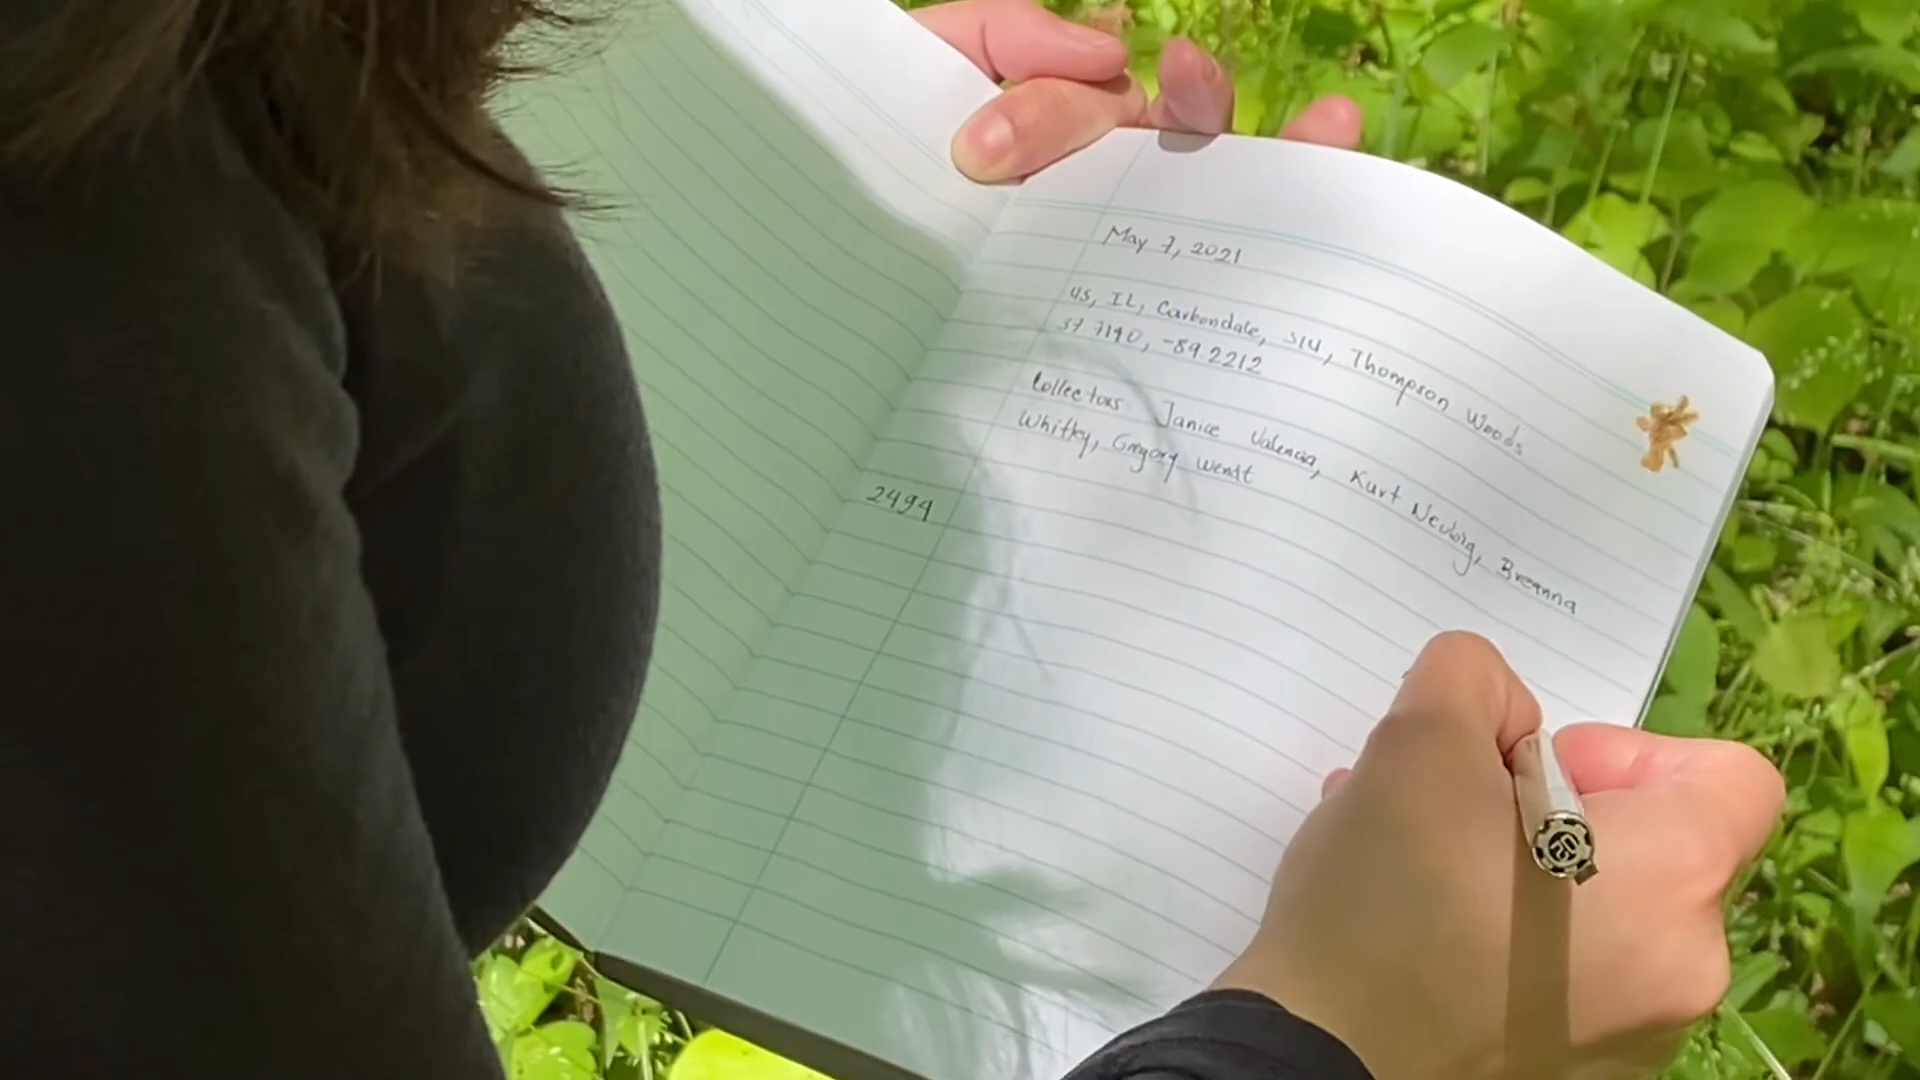 May 7, 2021
US, IL, Carbondale, SIU, Thompson Woods
37 7190, -89 2212
Collectors Janice Valencia, Kurt Neubig, Breanna
Whitley, Gregory Wendt
2494